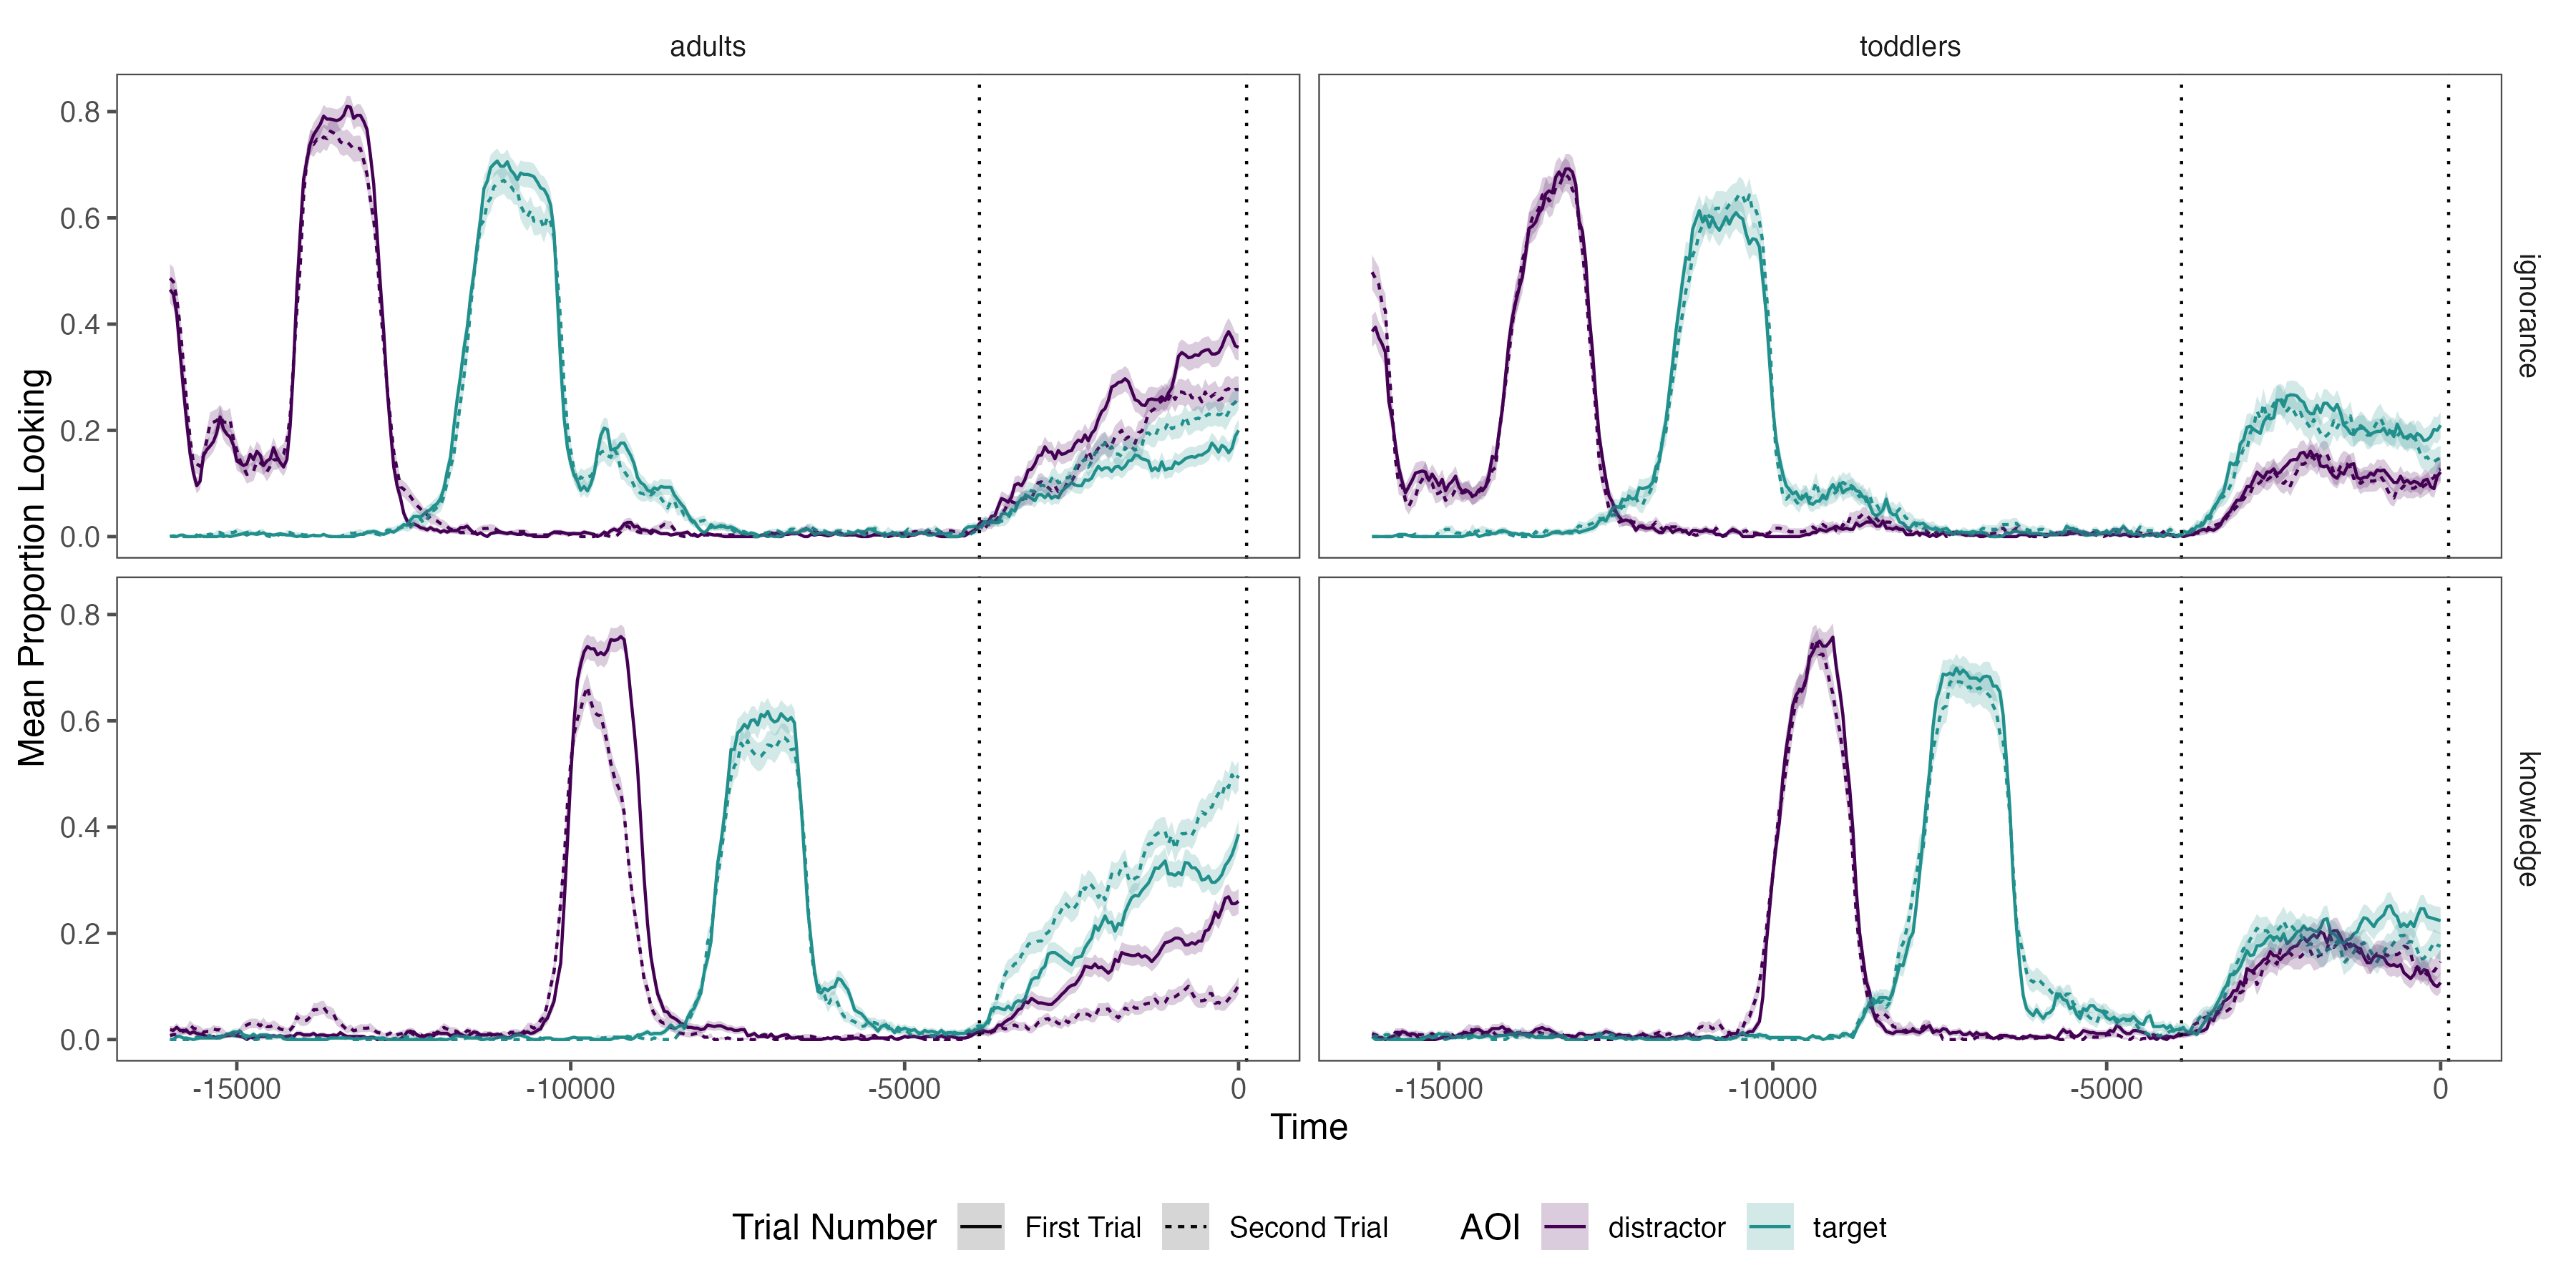 adults
toddlers
Mean Proportion Looking
0.8
0.6
0.4
0.2
0.0
ignorance
0.8
0.6
0.4
0.2
0.0
knowledge
-15000
-10000
-5000
0
-15000
-10000
-5000
0
Time
Trial Number First Trial Second Trial AOI distractor target